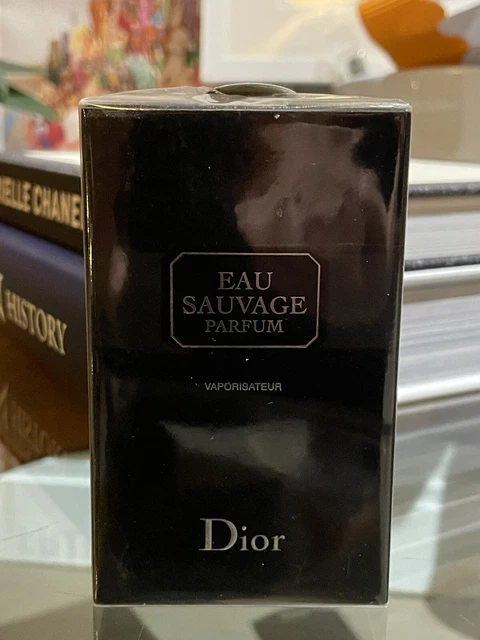 EAU
SAUVAGE
PARFUM
VAPORISATEUR
Dior
HISTORY